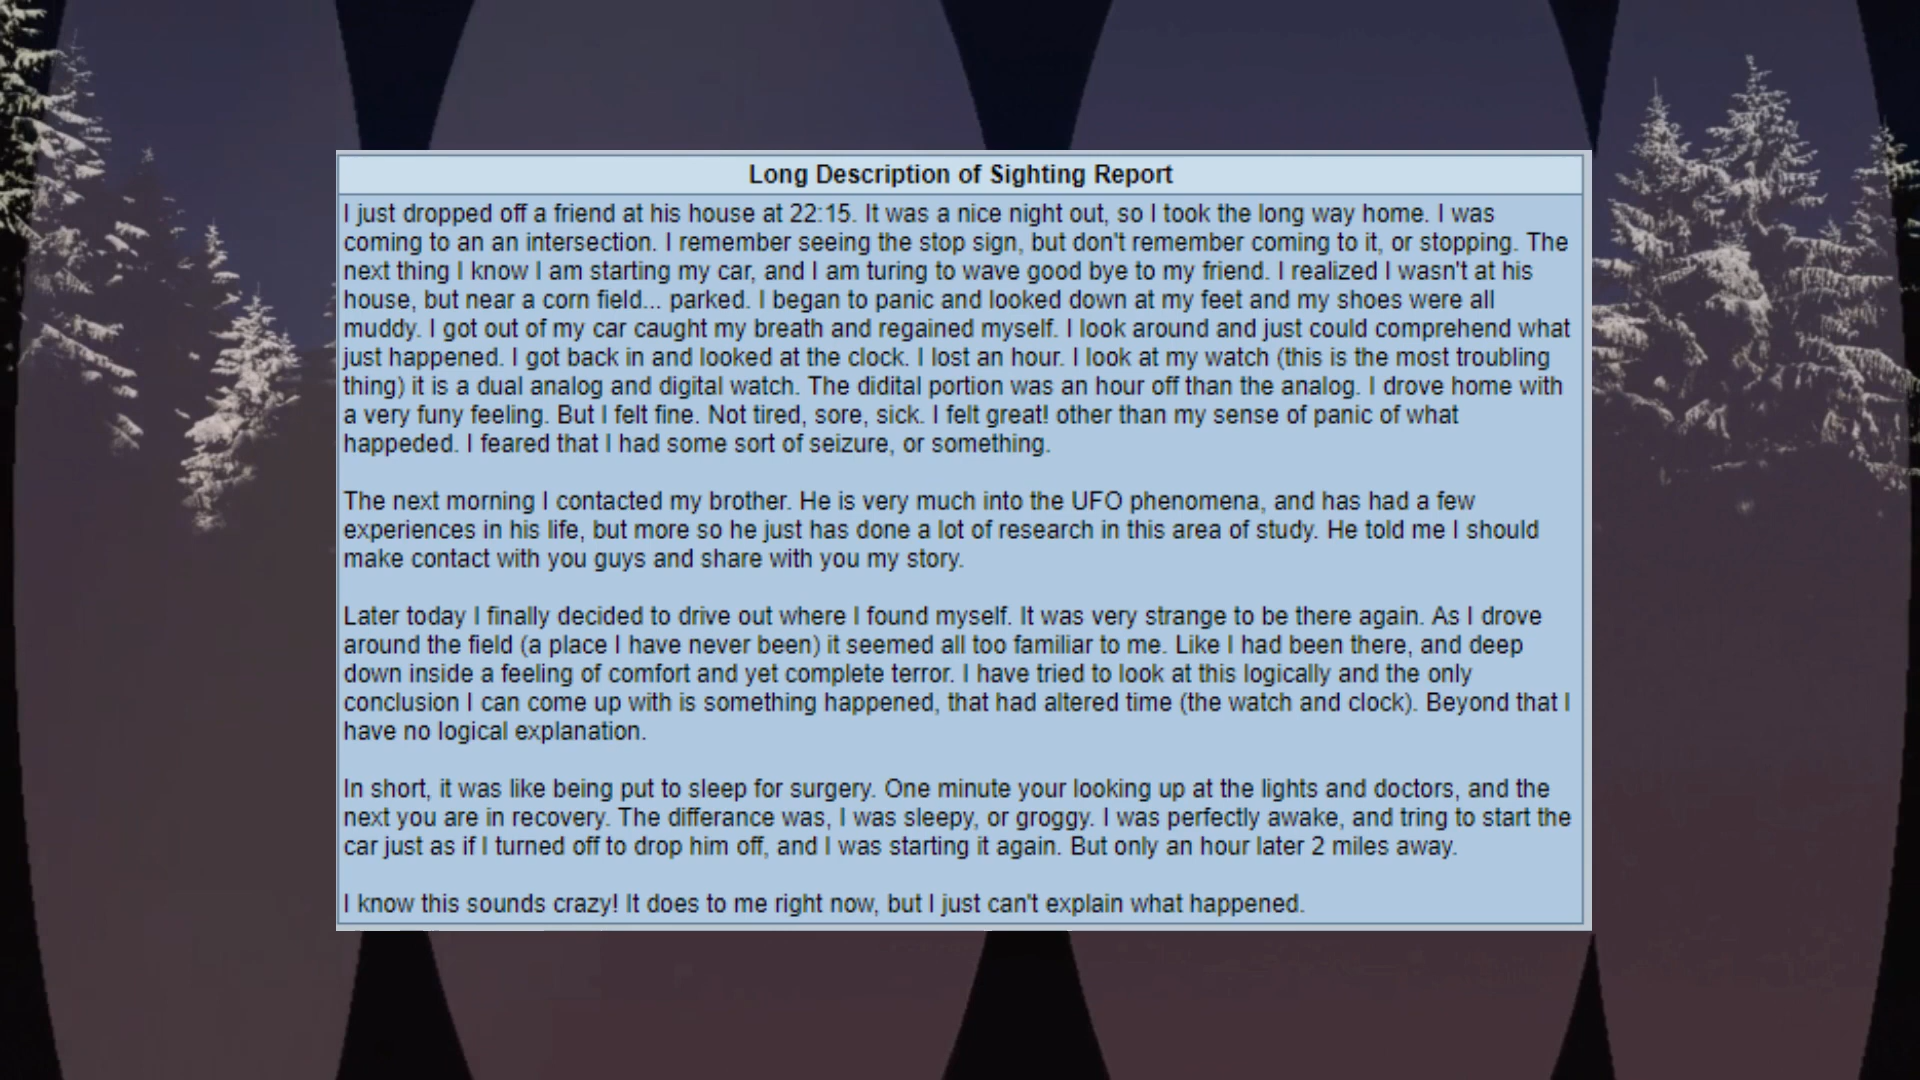 Long Description of Sighting Report
I just dropped off a friend at his house at 22:15. It was a nice night out, so I took the long way home. I was
coming to an an intersection. I remember seeing the stop sign, but don't remember coming to it, or stopping. The
next thing I know I am starting my car, and I am turing to wave good bye to my friend. I realized I wasn't at his
house, but near a corn field... parked. I began to panic and looked down at my feet and my shoes were all
muddy. I got out of my car caught my breath and regained myself. I look around and just could comprehend what
just happened. I got back in and looked at the clock. I lost an hour. I look at my watch (this is the most troubling
thing) it is a dual analog and digital watch. The didital portion was an hour off than the analog. I drove home with
a very funy feeling. But I felt fine. Not tired, sore, sick. I felt great! other than my sense of panic of what
happeded. I feared that I had some sort of seizure, or something.
The next morning I contacted my brother. He is very much into the UFO phenomena, and has had a few
experiences in his life, but more so he just has done a lot of research in this area of study. He told me I should
make contact with you guys and share with you my story.
Later today I finally decided to drive out where I found myself. It was very strange to be there again. As I drove
around the field (a place I have never been) it seemed all too familiar to me. Like I had been there, and deep
down inside a feeling of comfort and yet complete terror. I have tried to look at this logically and the only
conclusion I can come up with is something happened, that had altered time (the watch and clock). Beyond that I
have no logical explanation.
In short, it was like being put to sleep for surgery. One minute your looking up at the lights and doctors, and the
next you are in recovery. The differance was, I was sleepy, or groggy. I was perfectly awake, and tring to start the
car just as if I turned off to drop him off, and I was starting it again. But only an hour later 2 miles away.
I know this sounds crazy! It does to me right now, but I just can't explain what happened.